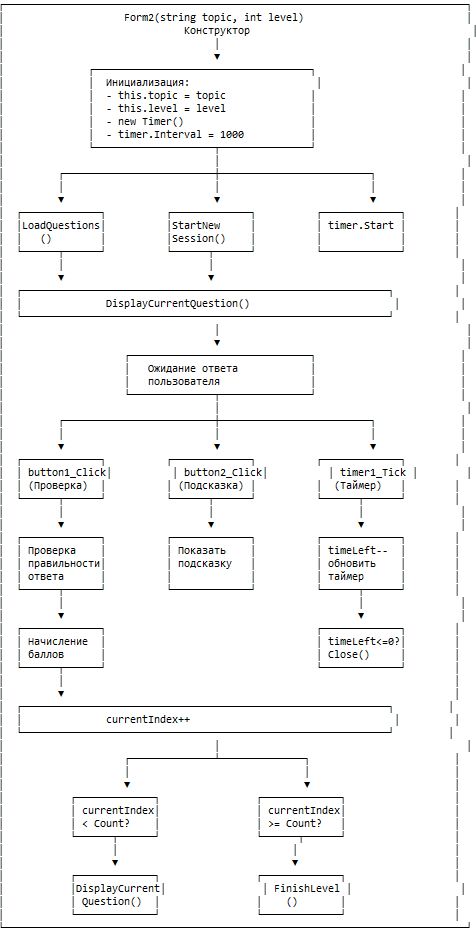 Form2(string topic, int level)
Конструктор
Инициализация:
- this.topic = topic
- this.level = level
- new Timer()
- timer.Interval = 1000
LoadQuestions
()
StartNew
Session()
timer.Start
DisplayCurrentQuestion()
Ожидание ответа
пользователя
button1_Click
(Проверка)
button2_Click
(Подсказка)
timer1_Tick
(Таймер)
Проверка
правильности
ответа
Показать
подсказку
timeLeft--
обновить
таймер
Начисление
баллов
timeLeft<=0?
Close()
currentIndex++
currentIndex
< Count?
currentIndex
>= Count?
DisplayCurrent
Question()
FinishLevel
()